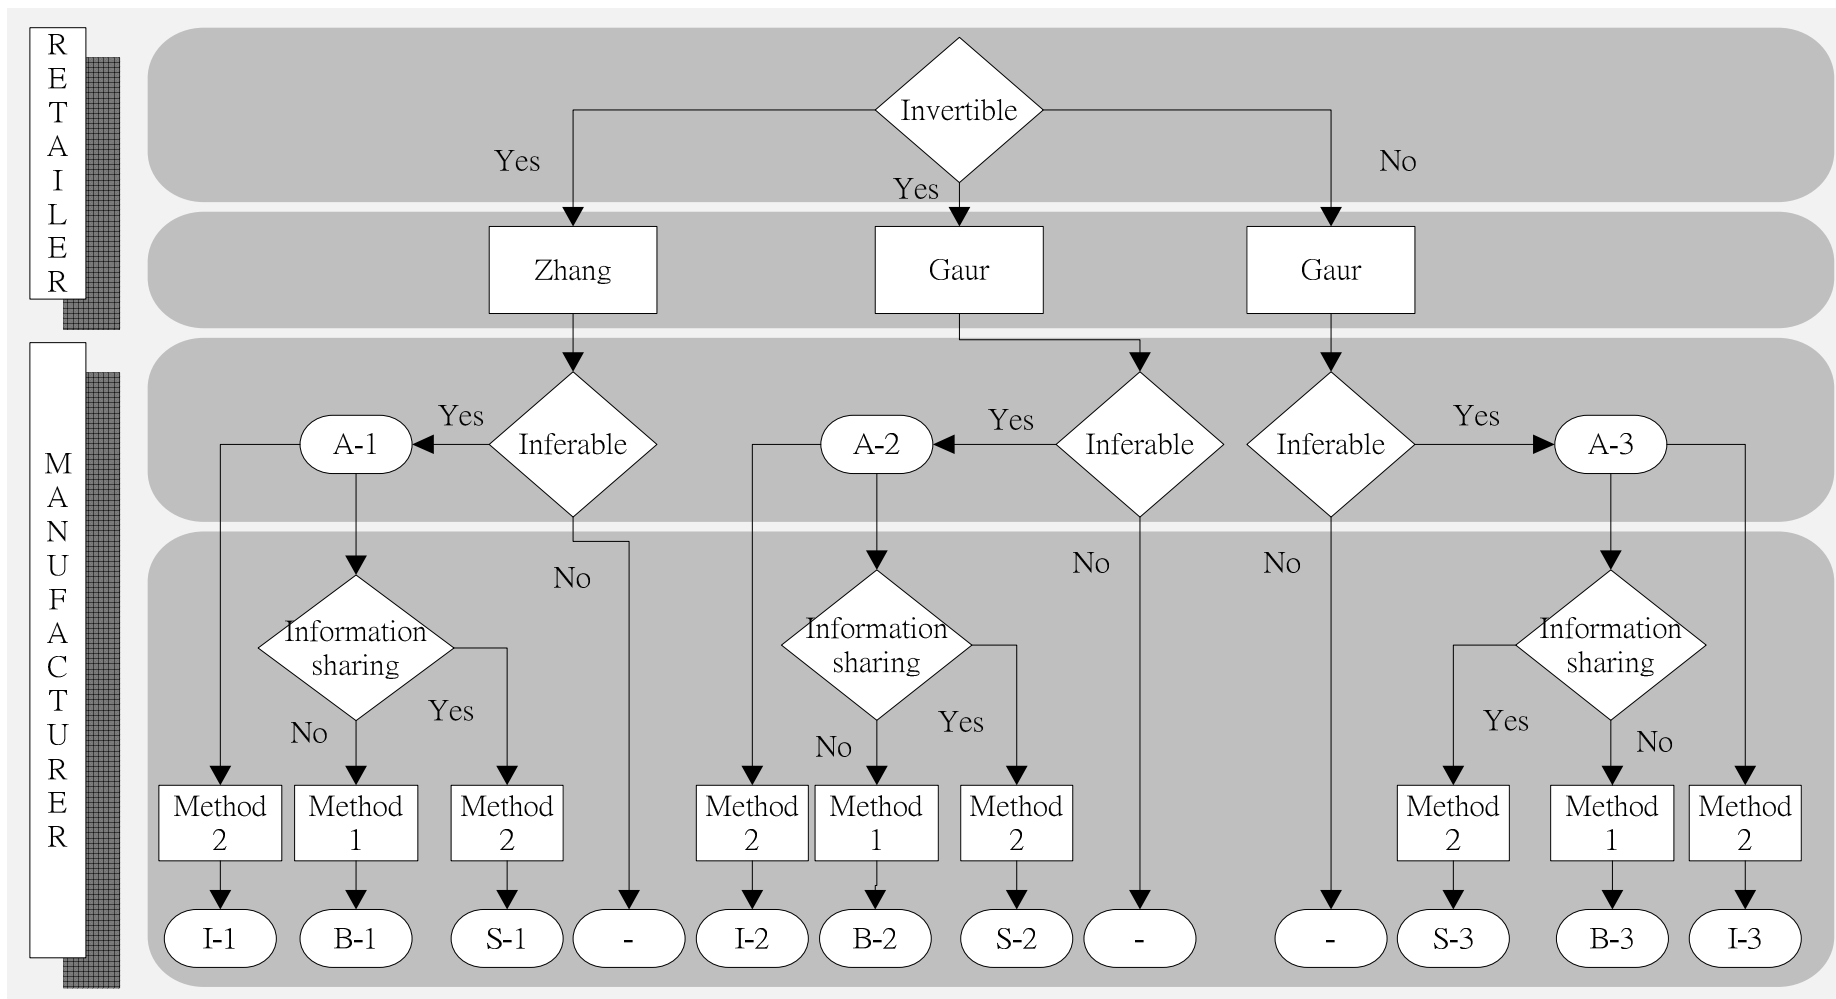 RETAILER
Invertible
Yes
Yes
No
Zhang
Gaur
Gaur
MANUFACTURER
A-1
Yes
Inferable
A-2
Yes
Inferable
Inferable
Yes
A-3
No
No
No
Information
sharing
Information
sharing
Information
sharing
No
Yes
No
Yes
Yes
No
Method
2
Method
1
Method
2
Method
2
Method
1
Method
2
Method
2
Method
1
Method
2
I-1
B-1
S-1
-
I-2
B-2
S-2
-
-
S-3
B-3
I-3